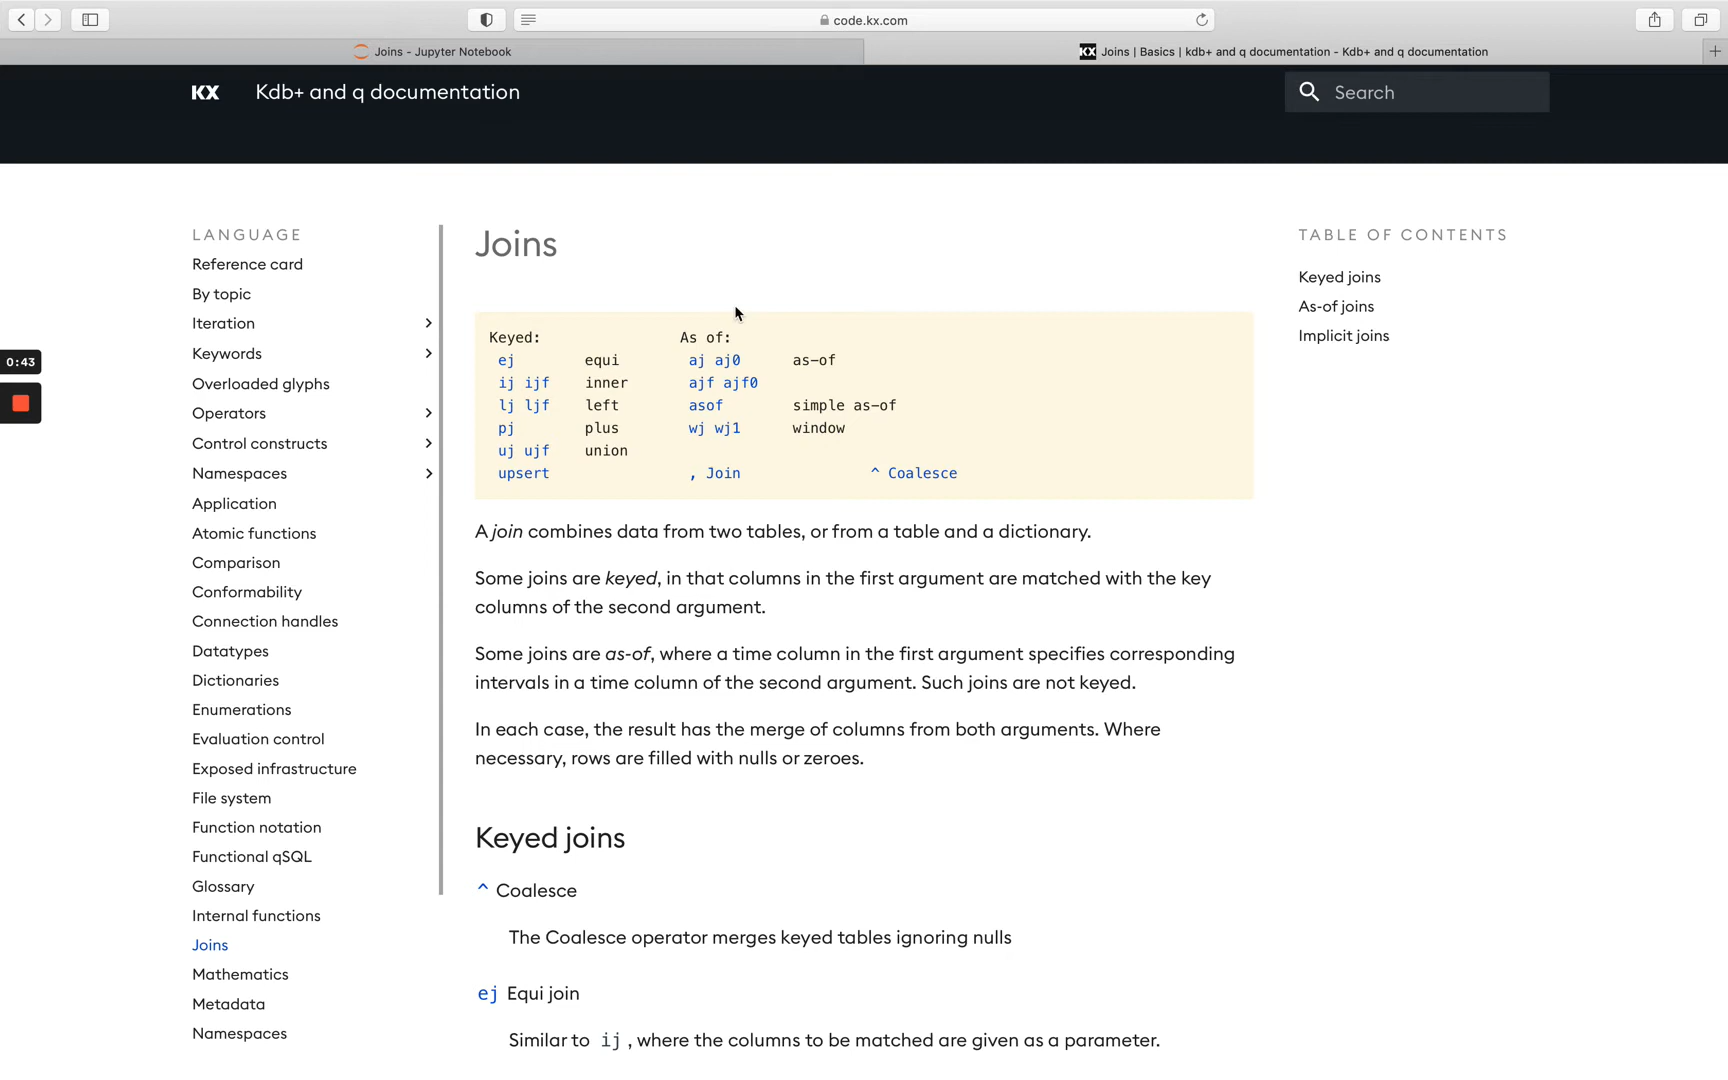 code.kx.com
Joins - Jupyter Notebook
KX Joins | Basics | kdb+ and q documentation - Kdb+ and q documentation
KX Kdb+ and q documentation
Search
0:43
LANGUAGE
Reference card
By topic
Iteration
Keywords
Overloaded glyphs
Operators
Control constructs
Namespaces
Application
Atomic functions
Comparison
Conformability
Connection handles
Datatypes
Dictionaries
Enumerations
Evaluation control
Exposed infrastructure
File system
Function notation
Functional qSQL
Glossary
Internal functions
Joins
Mathematics
Metadata
Namespaces
Joins
Keyed: As of:
ej equi aj aj0 as-of
ij ijf inner ajf ajf0
lj ljf left asof simple as-of
pj plus wj wj1 window
uj ujf union
upsert , Join ^ Coalesce
A join combines data from two tables, or from a table and a dictionary.
Some joins are keyed, in that columns in the first argument are matched with the key
columns of the second argument.
Some joins are as-of, where a time column in the first argument specifies corresponding
intervals in a time column of the second argument. Such joins are not keyed.
In each case, the result has the merge of columns from both arguments. Where
necessary, rows are filled with nulls or zeroes.
Keyed joins
^ Coalesce
The Coalesce operator merges keyed tables ignoring nulls
ej Equi join
Similar to ij , where the columns to be matched are given as a parameter.
TABLE OF CONTENTS
Keyed joins
As-of joins
Implicit joins